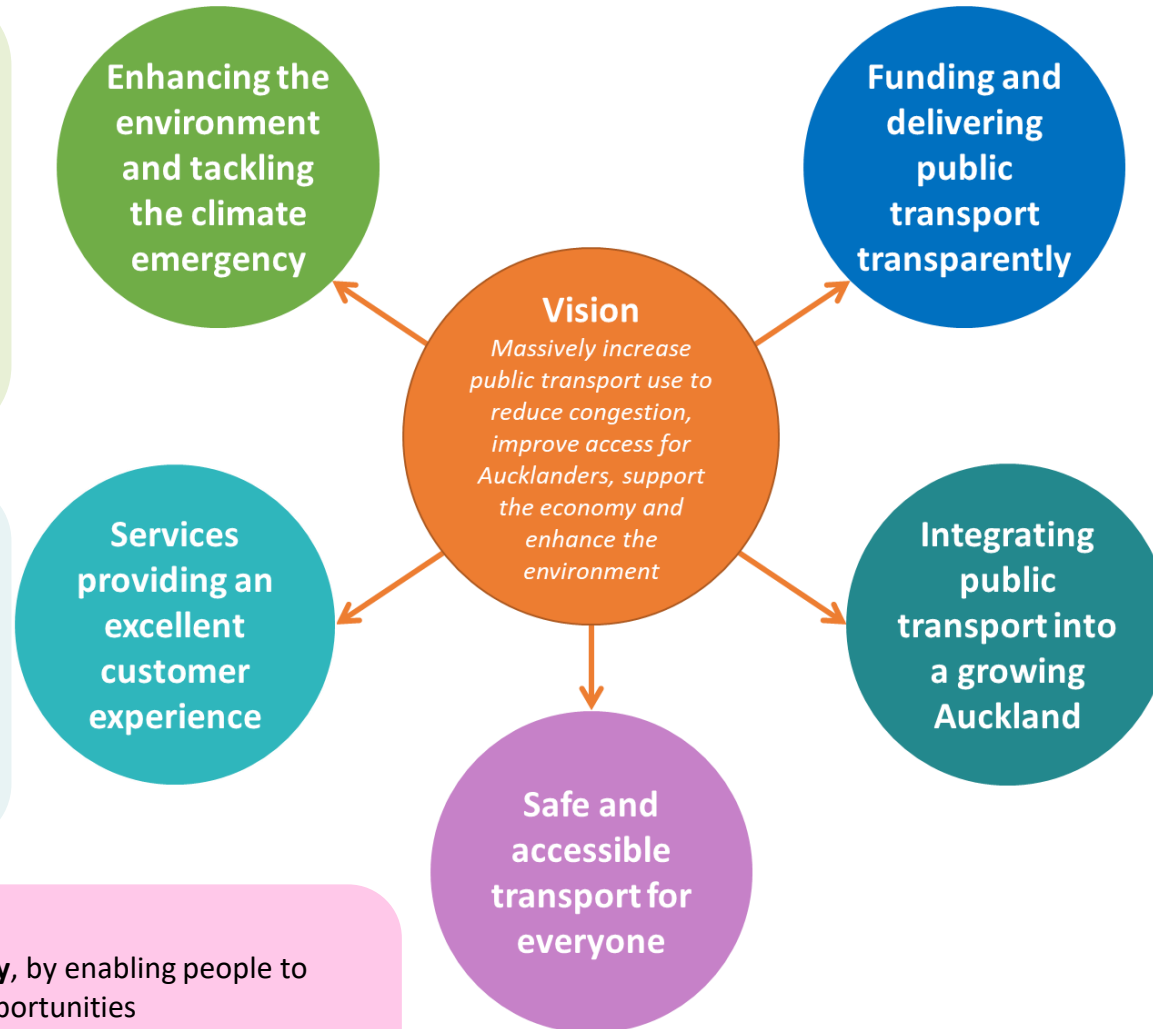 Enhancing the
environment
and tackling
the climate
emergency
Funding and
delivering
public
transport
transparently
Vision
Massively increase
public transport use to
reduce congestion,
improve access for
Aucklanders, support
the economy and
enhance the
environment
Services
providing an
excellent
customer
experience
Integrating
public
transport into
a growing
Auckland
Safe and
accessible
transport for
everyone
, by enabling people to